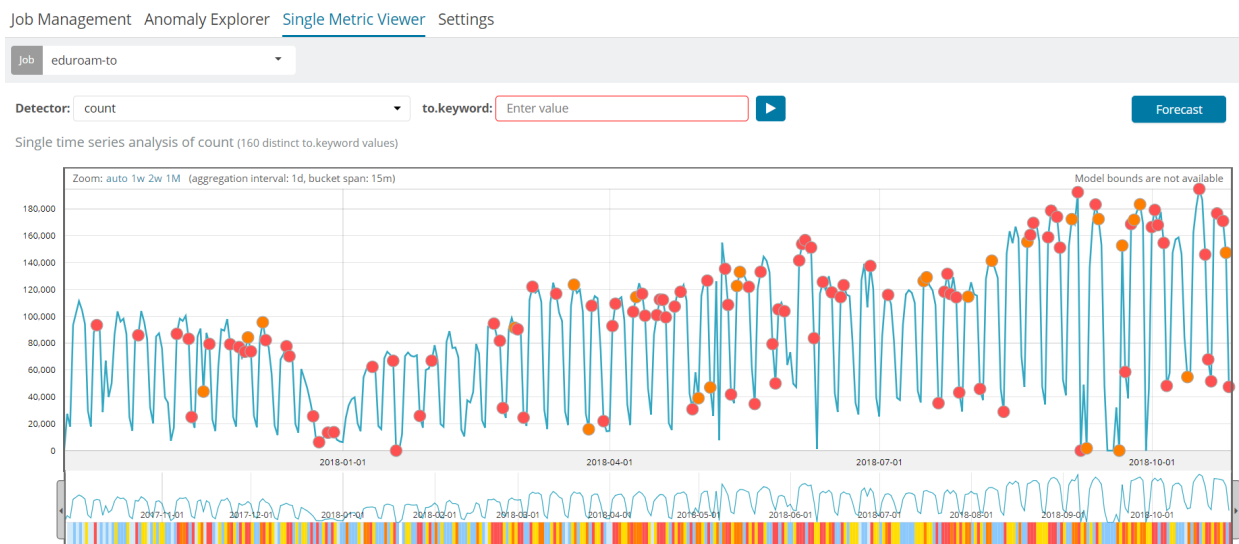 Job Management Anomaly Explorer Single Metric Viewer Settings
Job eduroam-to
Detector: count to.keyword: Enter value Forecast
Single time series analysis of count (160 distinct to.keyword values)
Zoom: auto 1w 2w 1M (aggregation interval: 1d, bucket span: 15m) Model bounds are not available
180,000
160,000
140,000
120,000
100,000
80,000
60,000
40,000
20,000
0
2018-01-01 2018-04-01 2018-07-01 2018-10-01
2017-11-01 2017-12-01 2018-01-01 2018-02-01 2018-03-01 2018-04-01 2018-05-01 2018-06-01 2018-07-01 2018-08-01 2018-09-01 2018-10-01